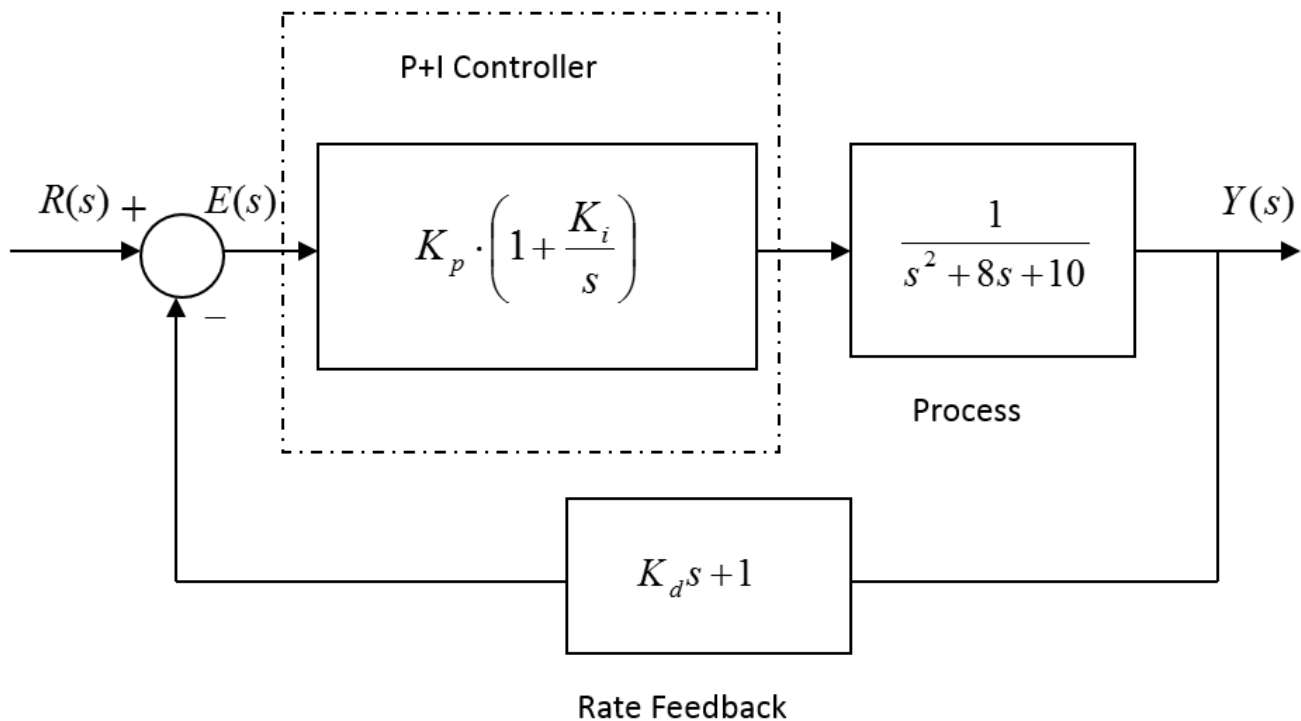 P+I Controller
R(s) +
E(s)
K_p · (1 + K_i / s)
1 / (s^2 + 8s + 10)
Y(s)
−
Process
K_d s + 1
Rate Feedback